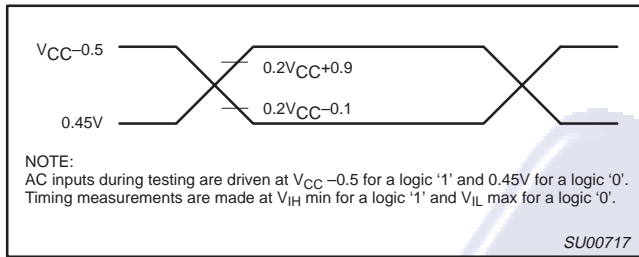 VCC–0.5
0.2VCC+0.9
0.2VCC–0.1
0.45V
NOTE:
AC inputs during testing are driven at VCC –0.5 for a logic ‘1’ and 0.45V for a logic ‘0’.
Timing measurements are made at VIH min for a logic ‘1’ and VIL max for a logic ‘0’.
SU00717